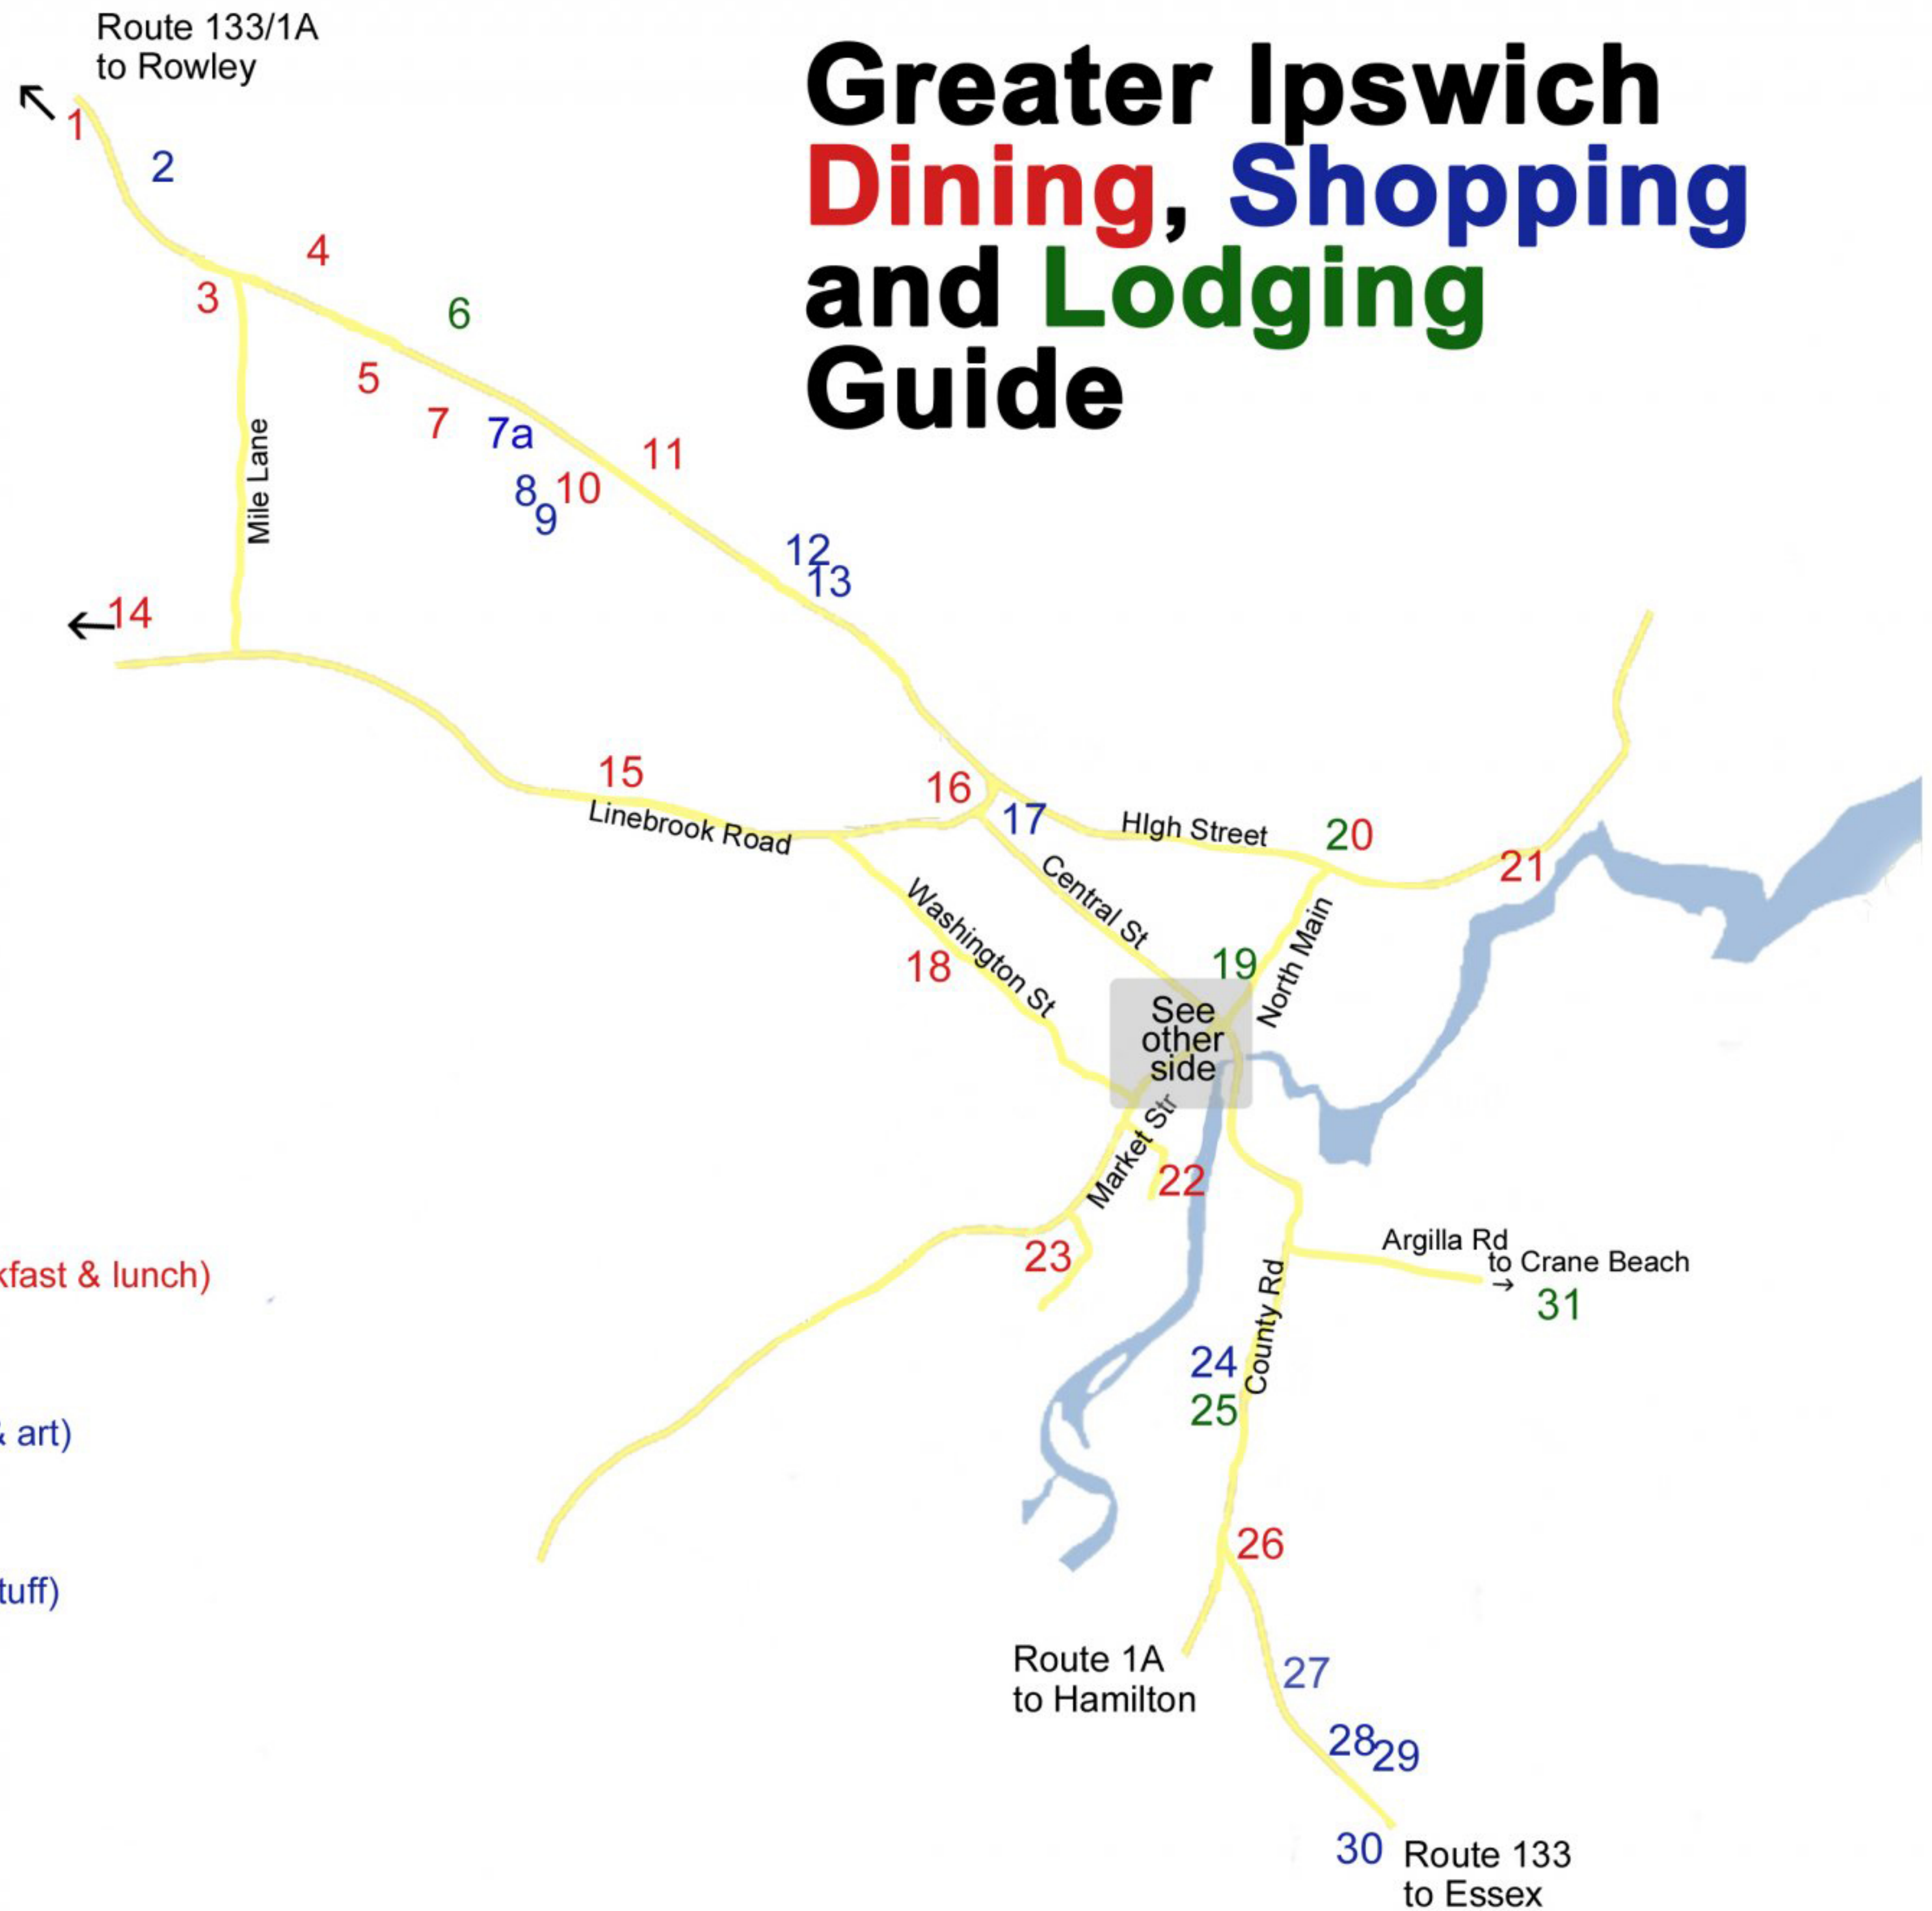 Route 133/1A
to Rowley
Greater Ipswich
Dining, Shopping
and Lodging
Guide
1
2
3
4
5
6
7
7a
8
9
10
11
12
13
Mile Lane
14
15
Linebrook Road
16
17
HIgh Street
20
21
Central St
Washington St
18
19
North Main
See
other
side
Market Str
22
23
Argilla Rd
to Crane Beach
→
31
County Rd
24
25
26
Route 1A
to Hamilton
27
28
29
30
Route 133
to Essex
kfast & lunch)
& art)
tuff)